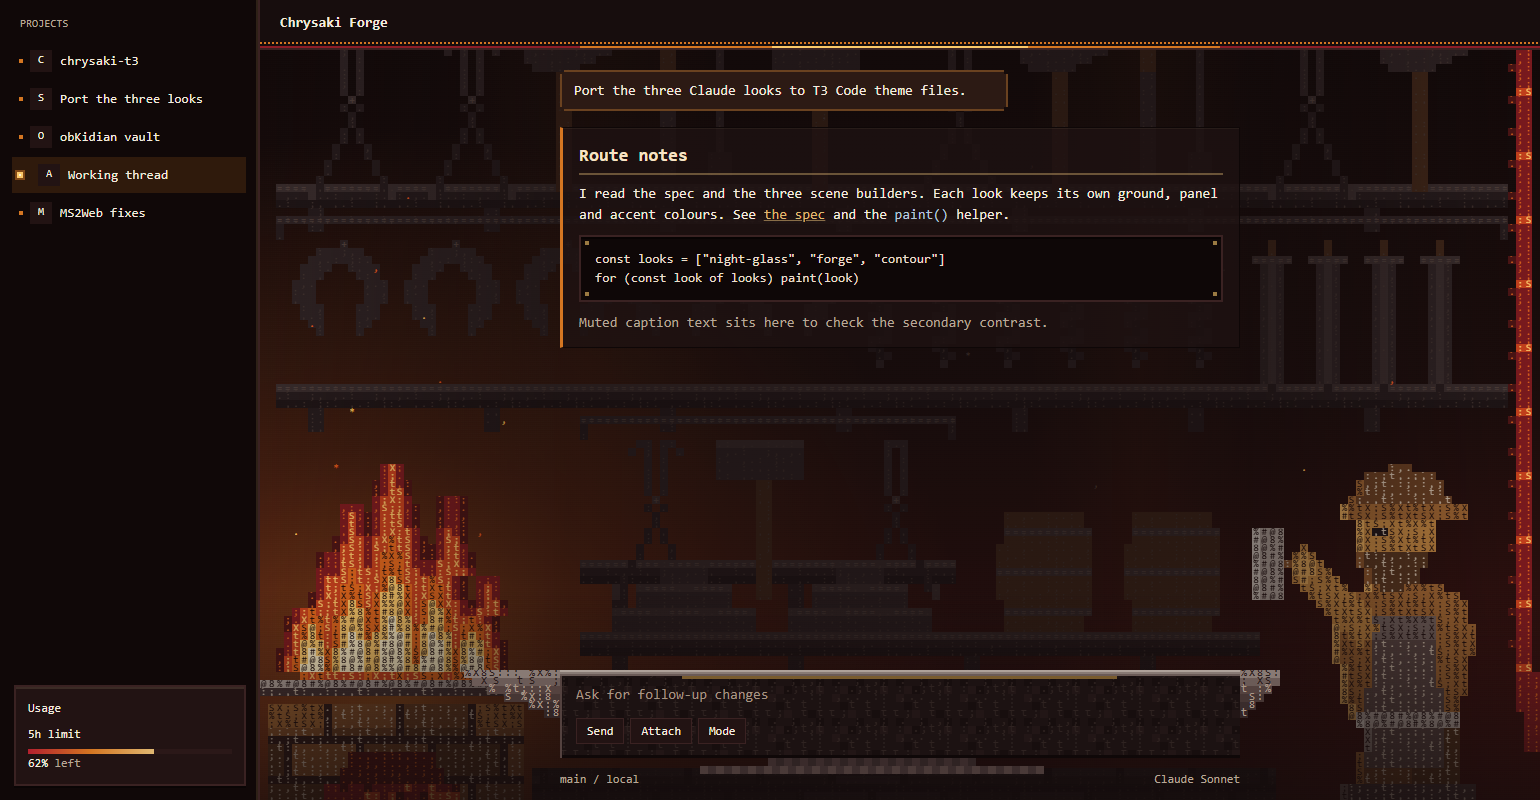 PROJECTS
C chrysaki-t3
S Port the three looks
O obKidian vault
A Working thread
M MS2Web fixes
Usage
5h limit
62% left
Chrysaki Forge
Port the three Claude looks to T3 Code theme files.
Route notes
I read the spec and the three scene builders. Each look keeps its own ground, panel
and accent colours. See the spec and the paint() helper.
const looks = ["night-glass", "forge", "contour"]
for (const look of looks) paint(look)
Muted caption text sits here to check the secondary contrast.
Ask for follow-up changes
Send Attach Mode
main / local
Claude Sonnet